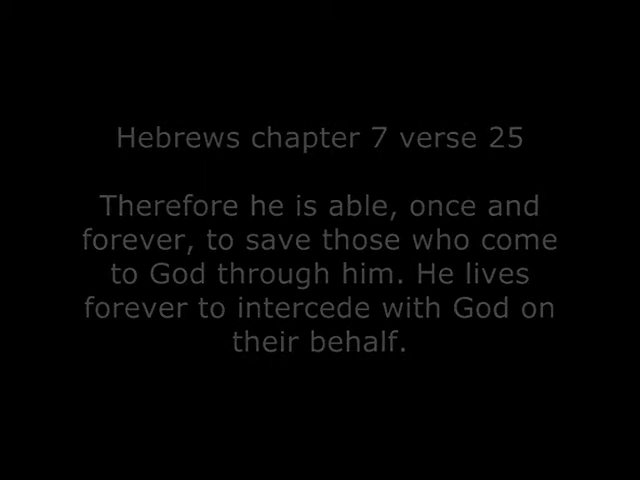 Hebrews chapter 7 verse 25
Therefore he is able, once and
forever, to save those who come
to God through him. He lives
forever to intercede with God on
their behalf.